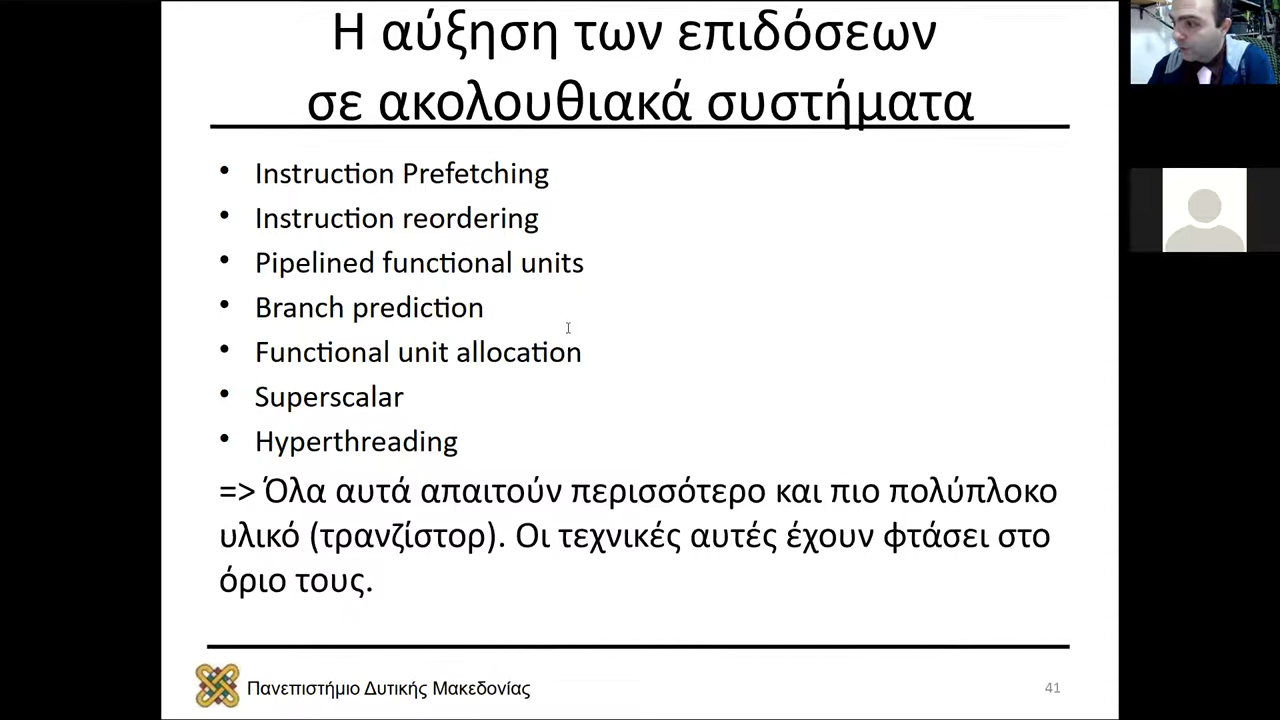 Η αύξηση των επιδόσεων
σε ακολουθιακά συστήματα
• Instruction Prefetching
• Instruction reordering
• Pipelined functional units
• Branch prediction
• Functional unit allocation
• Superscalar
• Hyperthreading
=> Όλα αυτά απαιτούν περισσότερο και πιο πολύπλοκο
υλικό (τρανζίστορ). Οι τεχνικές αυτές έχουν φτάσει στο
όριο τους.
Πανεπιστήμιο Δυτικής Μακεδονίας
41